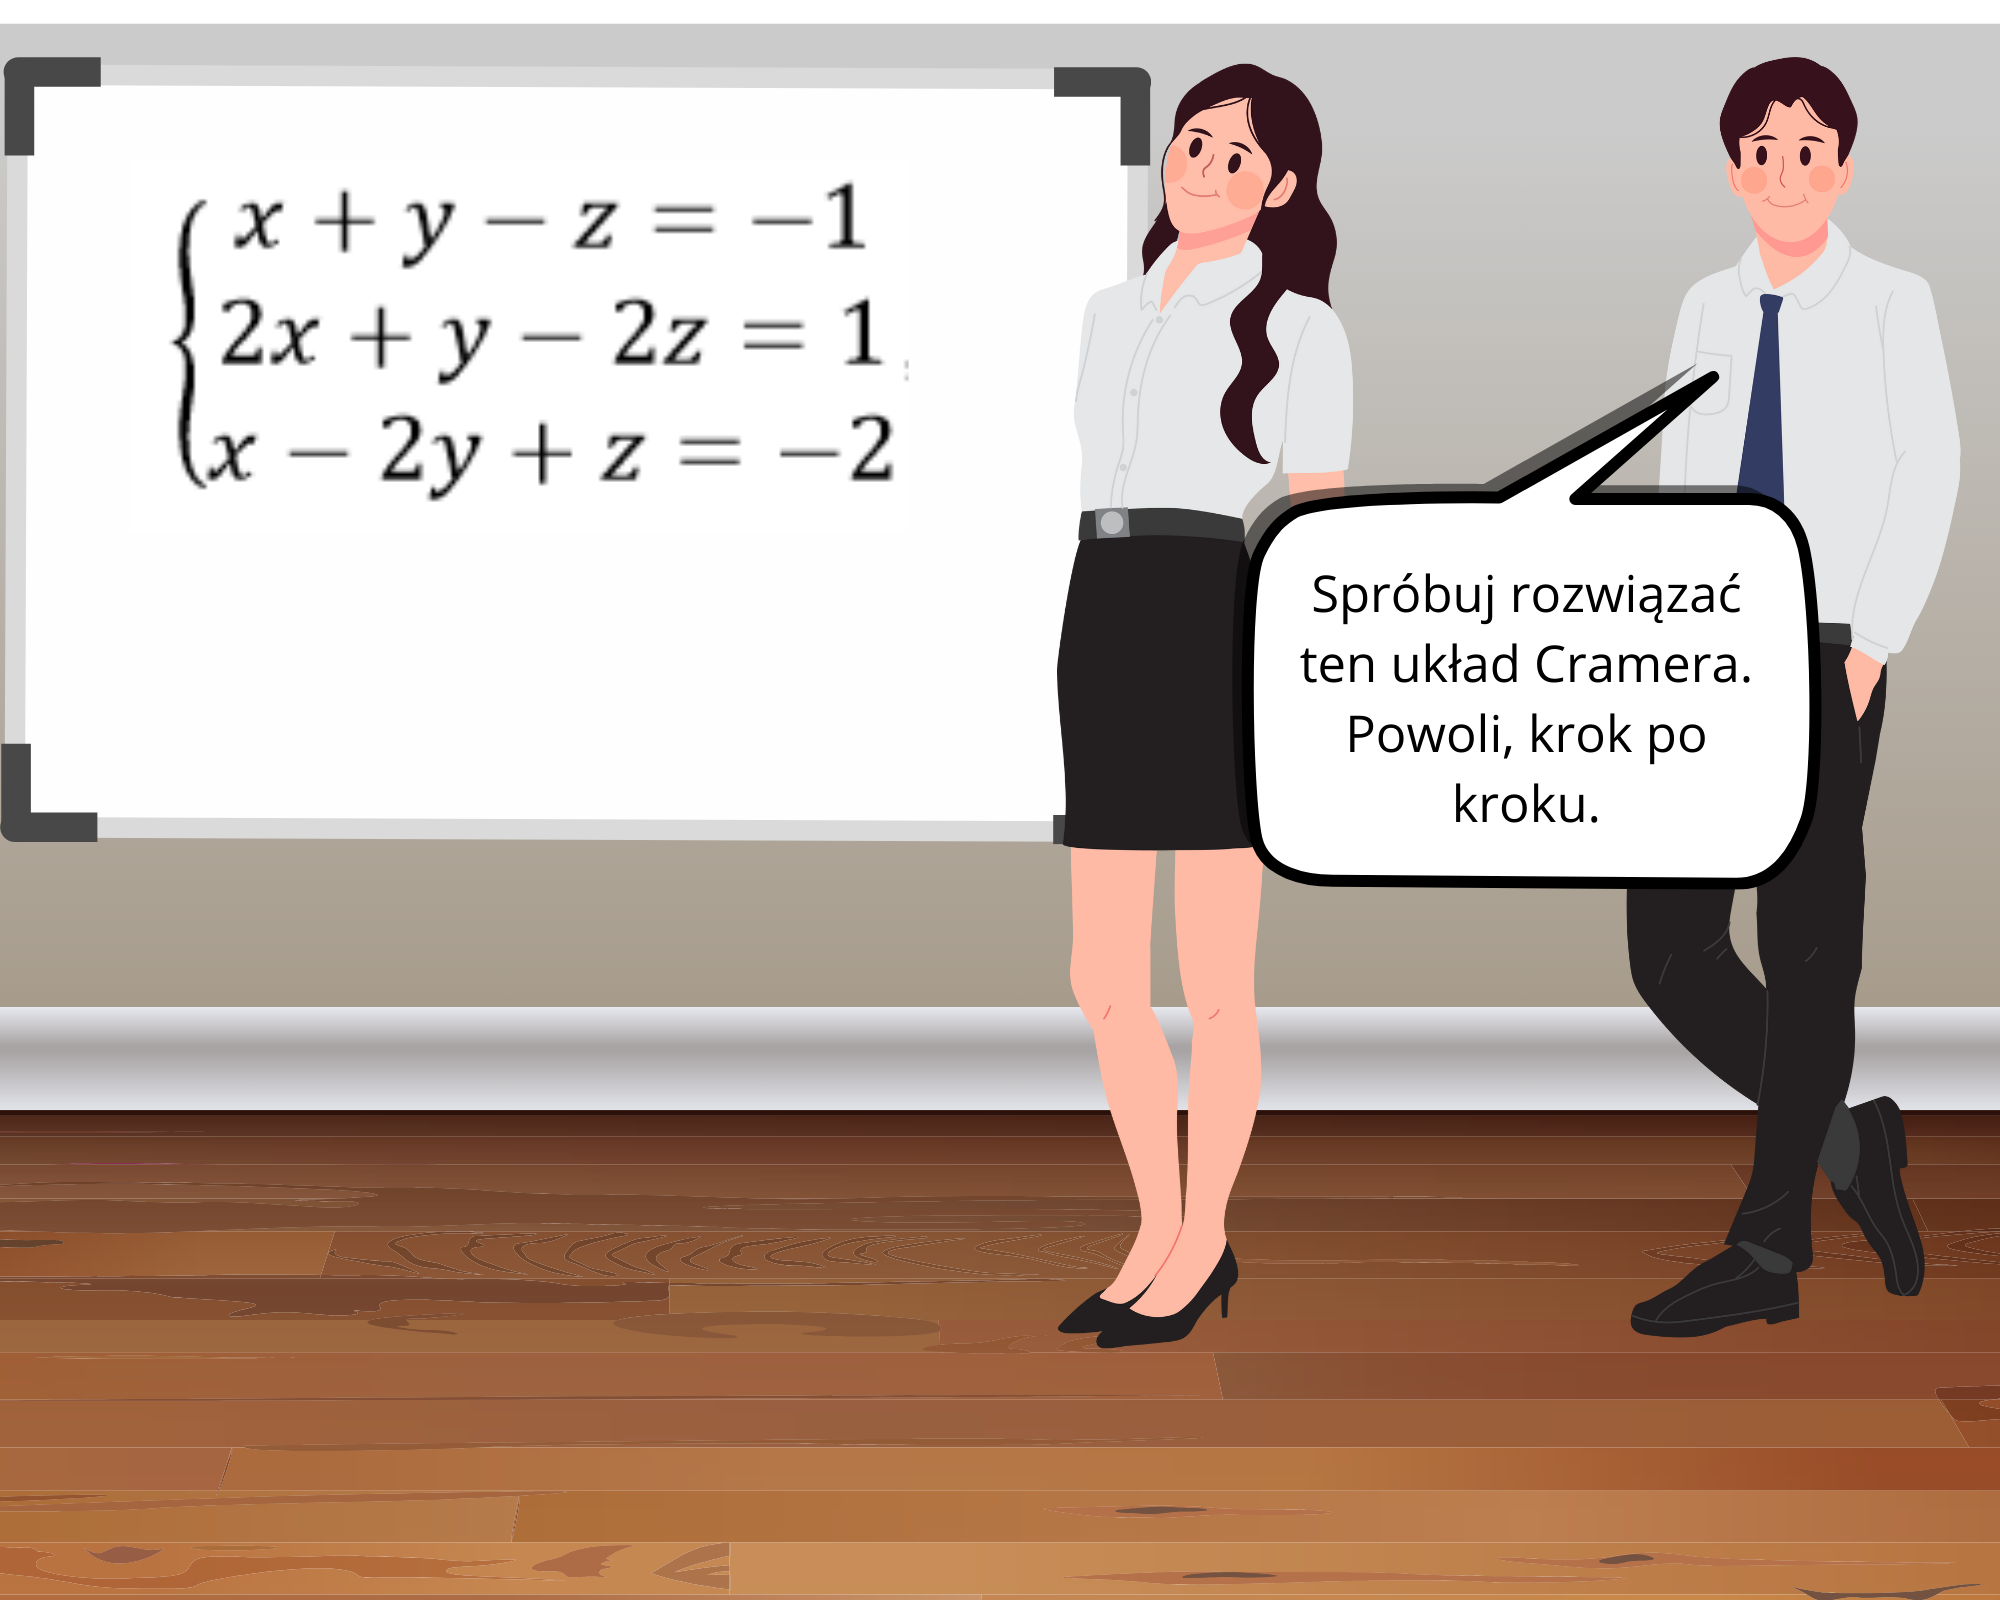 x + y − z = −1
2x + y − 2z = 1
x − 2y + z = −2
Spróbuj rozwiązać
ten układ Cramera.
Powoli, krok po
kroku.